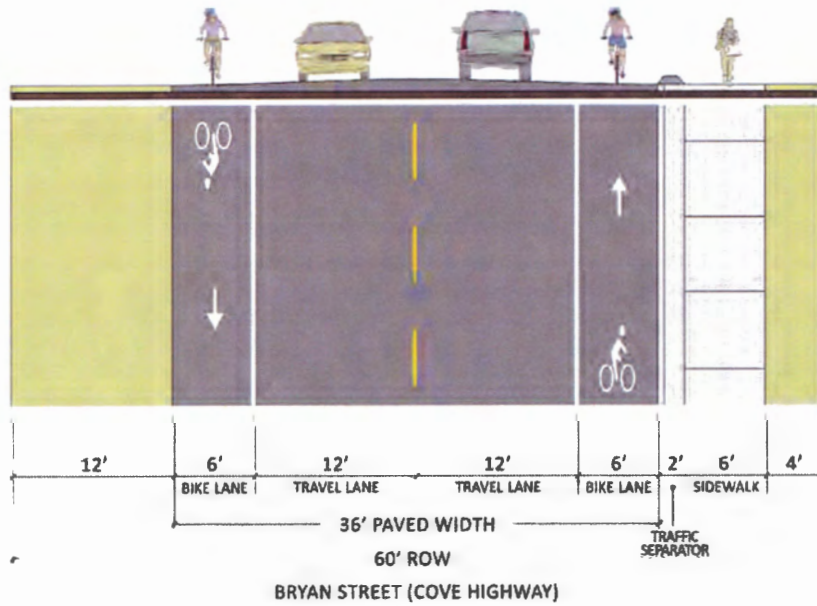 12' 6' 12' 12' 6' 2' 6' 4'
BIKE LANE TRAVEL LANE TRAVEL LANE BIKE LANE SIDEWALK
36' PAVED WIDTH
TRAFFIC
SEPARATOR
60' ROW
BRYAN STREET (COVE HIGHWAY)